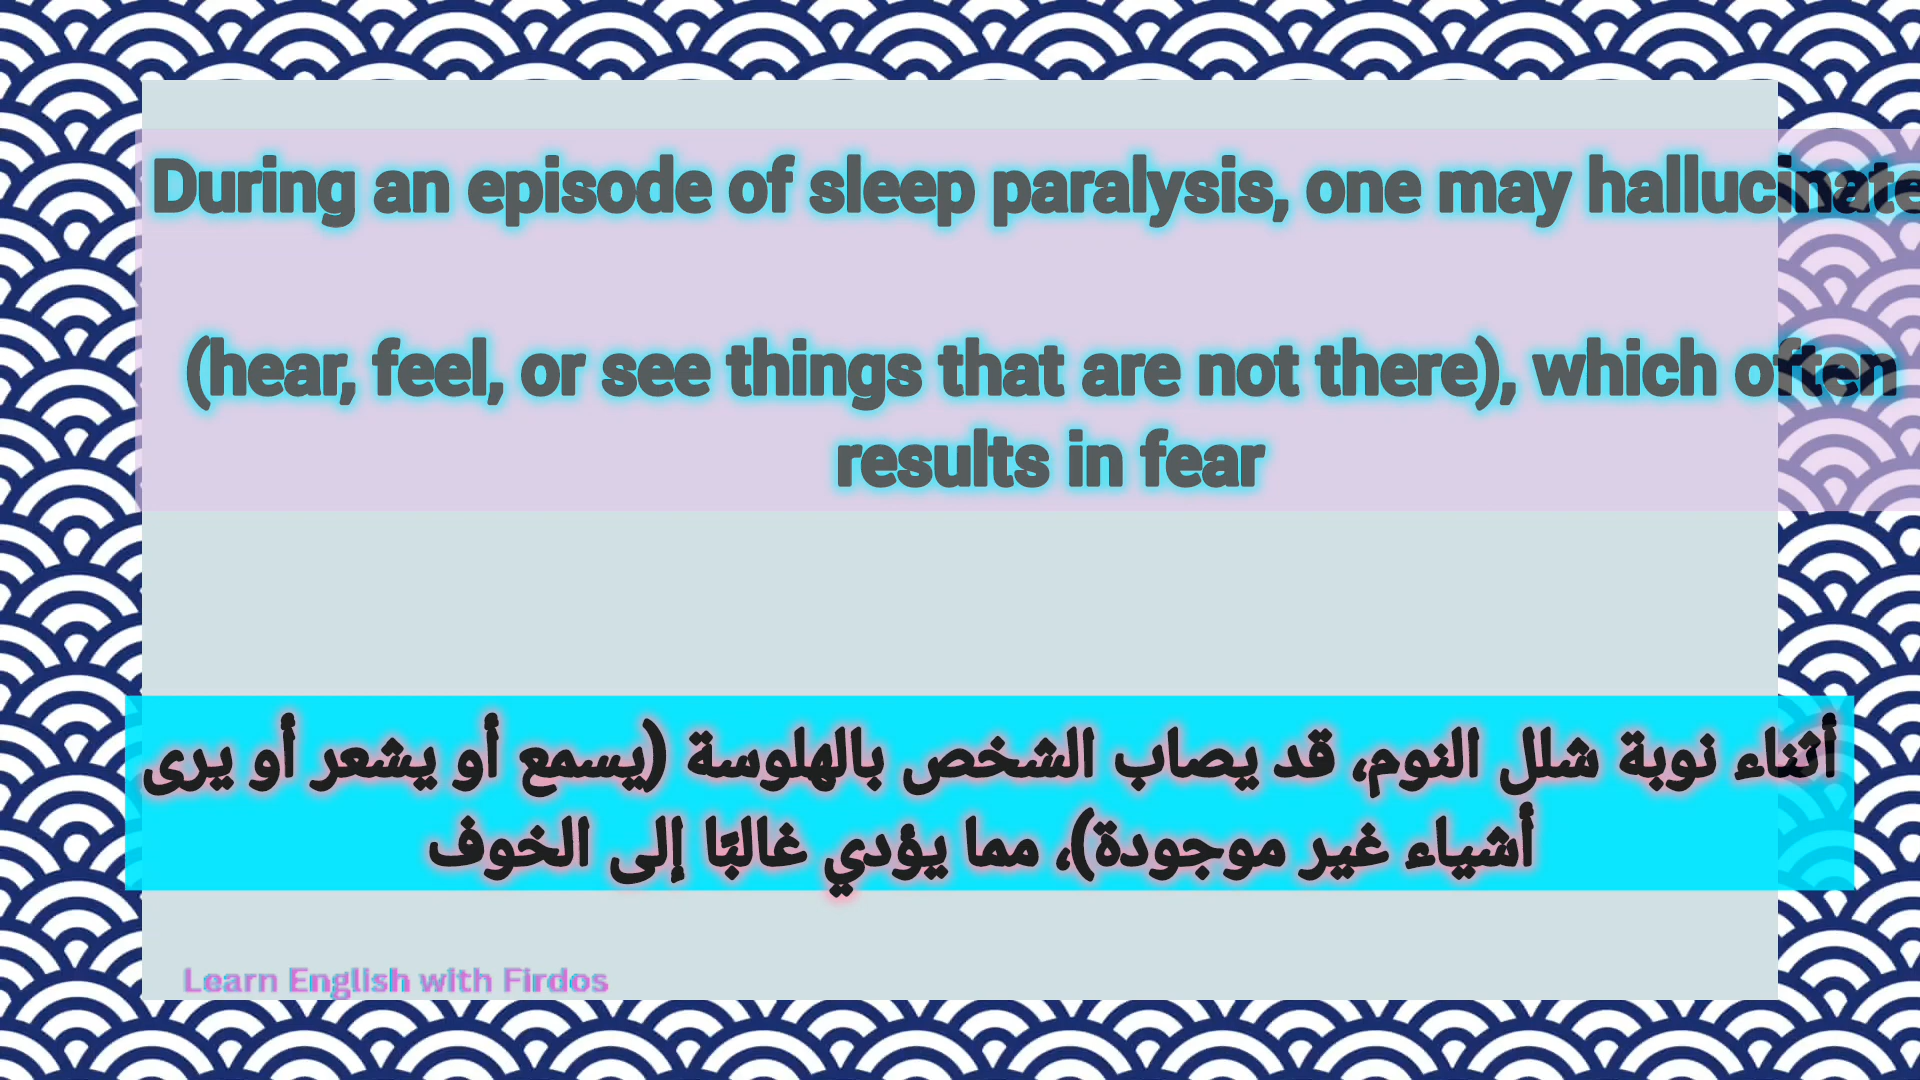 During an episode of sleep paralysis, one may hallucinate
(hear, feel, or see things that are not there), which often
results in fear
أثناء نوبة شلل النوم، قد يصاب الشخص بالهلوسة (يسمع أو يشعر أو يرى
أشياء غير موجودة)، مما يؤدي غالبًا إلى الخوف
Learn English with Firdos